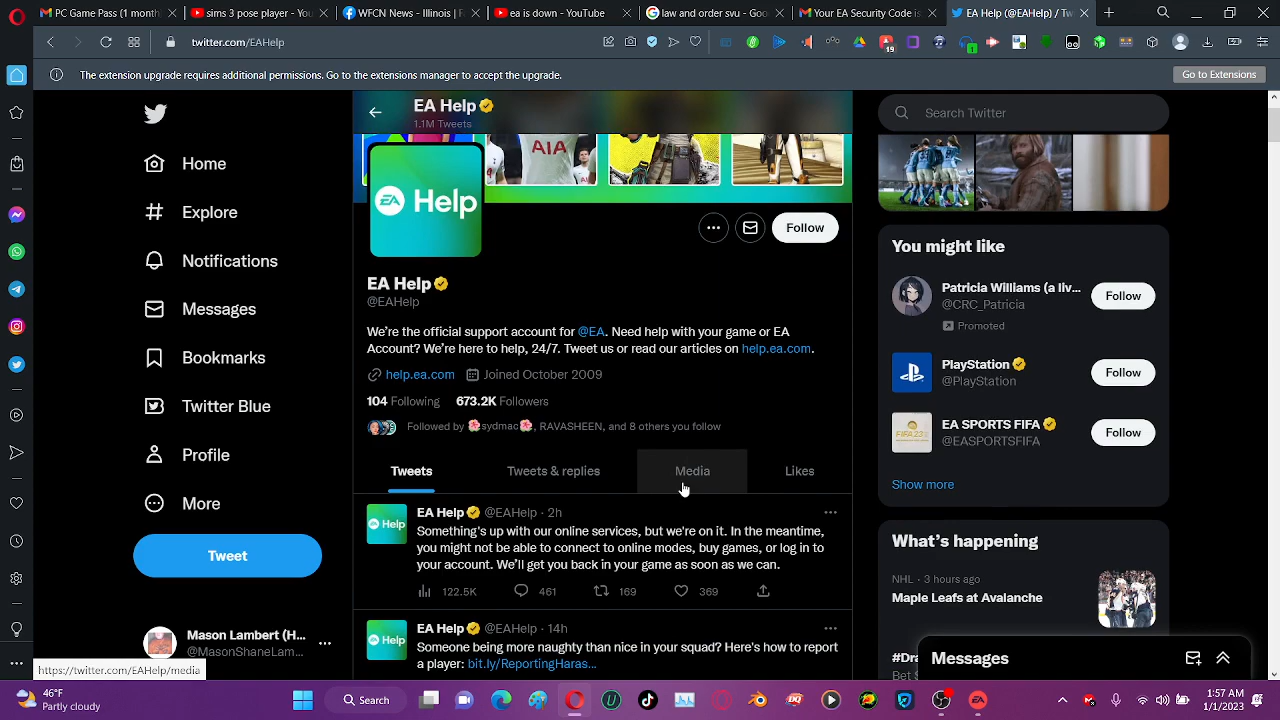 PC Game Pass (1 month)
sims 3 pose player - You
WFCN News - Illinois | F
ea is down - YouTube
law and order svu - Goo
Your EA Security Code is
EA Help (@EAHelp) / Tw
twitter.com/EAHelp
19
1
The extension upgrade requires additional permissions. Go to the extensions manager to accept the upgrade.
Go to Extensions
Home
Explore
Notifications
Messages
Bookmarks
Twitter Blue
Profile
More
Tweet
Mason Lambert (H...
@MasonShaneLam...
EA Help
1.1M Tweets
AIA
EA Help
Follow
EA Help
@EAHelp
We're the official support account for @EA. Need help with your game or EA
Account? We're here to help, 24/7. Tweet us or read our articles on help.ea.com.
help.ea.com Joined October 2009
104 Following 673.2K Followers
Followed by 🌸sydmac🌸, RAVASHEEN, and 8 others you follow
Tweets
Tweets & replies
Media
Likes
EA Help @EAHelp · 2h
Something's up with our online services, but we're on it. In the meantime,
you might not be able to connect to online modes, buy games, or log in to
your account. We'll get you back in your game as soon as we can.
122.5K 461 169 369
EA Help @EAHelp · 14h
Someone being more naughty than nice in your squad? Here's how to report
a player: bit.ly/ReportingHaras...
Search Twitter
You might like
Patricia Williams (a liv...
@CRC_Patricia
Promoted
Follow
PlayStation
@PlayStation
Follow
EA SPORTS FIFA
@EASPORTSFIFA
Follow
Show more
What's happening
NHL · 3 hours ago
Maple Leafs at Avalanche
#Dra
Bet $
Messages
https://twitter.com/EAHelp/media
46°F
Partly cloudy
Search
1:57 AM
1/1/2023